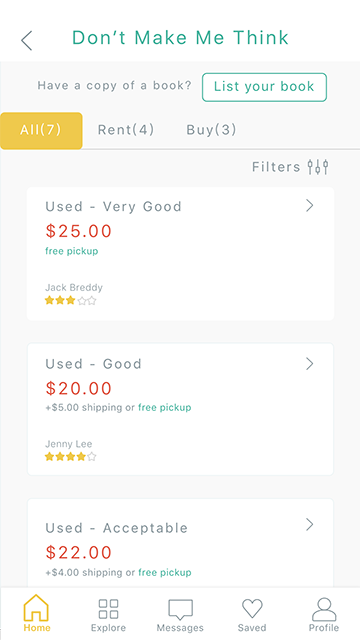 Don't Make Me Think
Have a copy of a book? List your book
All(7) Rent(4) Buy(3)
Filters
Used - Very Good
$25.00
free pickup
Jack Breddy
Used - Good
$20.00
+$5.00 shipping or free pickup
Jenny Lee
Used - Acceptable
$22.00
+$4.00 shipping or free pickup
Home Explore Messages Saved Profile